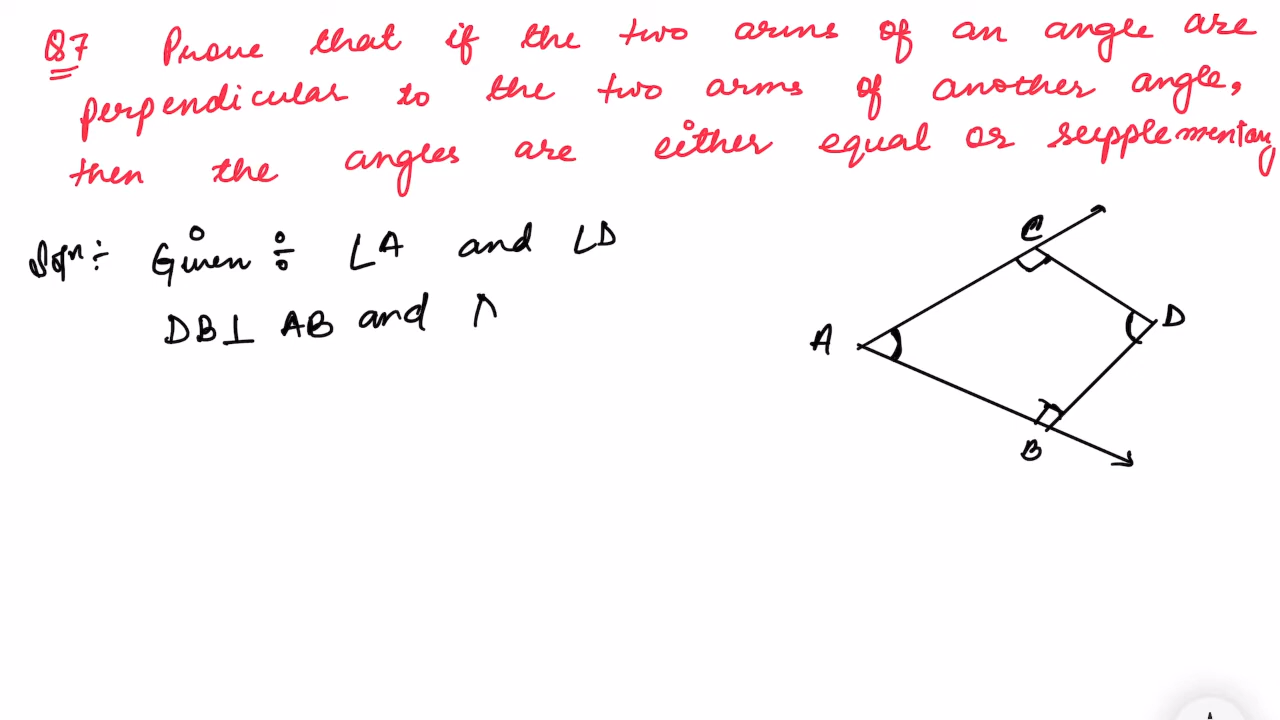 Q7 Prove that if the two arms of an angle are
perpendicular to the two arms of another angle,
then the angles are either equal or supplementary
Solⁿ:- Given ÷ ∠A and ∠D
DB⊥ AB and
C
A
D
B